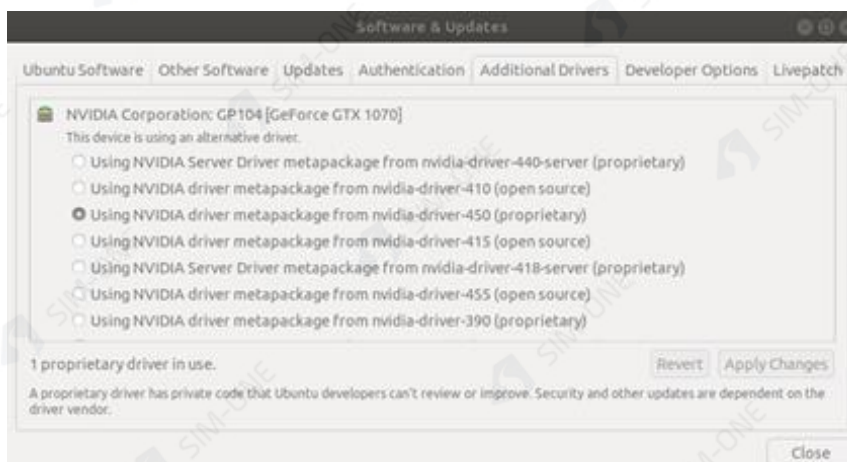 Software & Updates
Ubuntu Software Other Software Updates Authentication Additional Drivers Developer Options Livepatch
NVIDIA Corporation: GP104 [GeForce GTX 1070]
This device is using an alternative driver.
Using NVIDIA Server Driver metapackage from nvidia-driver-440-server (proprietary)
Using NVIDIA driver metapackage from nvidia-driver-410 (open source)
Using NVIDIA driver metapackage from nvidia-driver-450 (proprietary)
Using NVIDIA driver metapackage from nvidia-driver-415 (open source)
Using NVIDIA Server Driver metapackage from nvidia-driver-418-server (proprietary)
Using NVIDIA driver metapackage from nvidia-driver-455 (open source)
Using NVIDIA driver metapackage from nvidia-driver-390 (proprietary)
1 proprietary driver in use.
Revert Apply Changes
A proprietary driver has private code that Ubuntu developers can't review or improve. Security and other updates are dependent on the
driver vendor.
Close
SIM-ONE